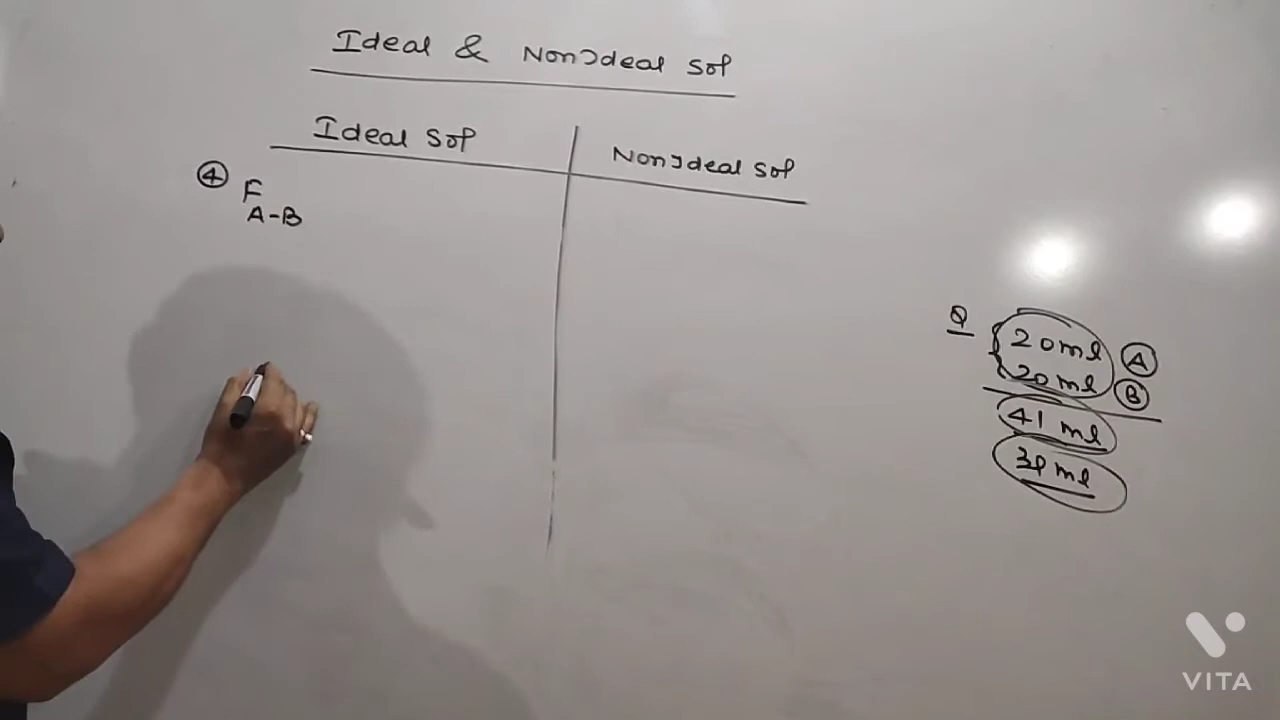 Ideal & NonIdeal Sol
Ideal Sol
NonIdeal Sol
④ F
A-B
Q
20ml A
20ml B
41 ml
39 ml
VITA